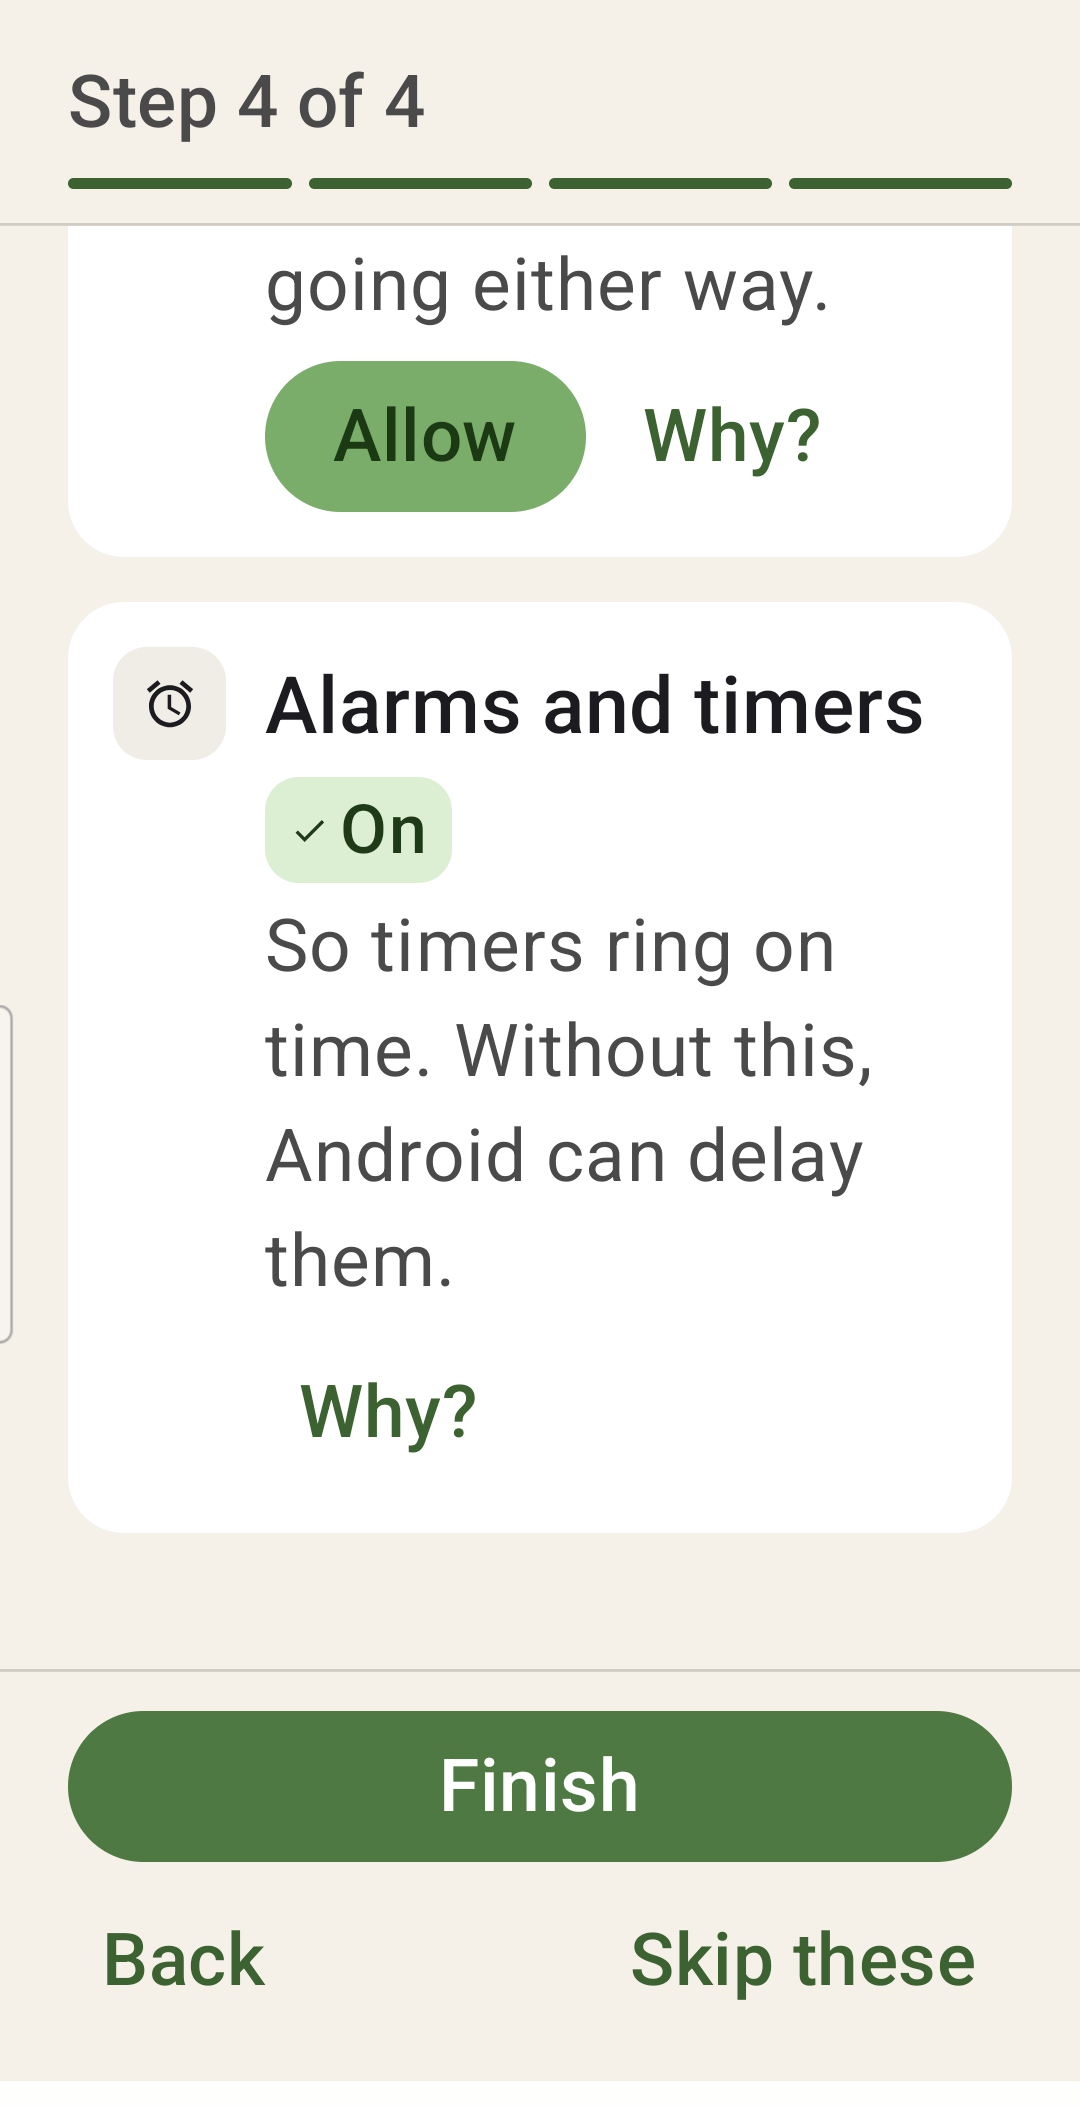 Step 4 of 4
going either way.
Allow Why?
Alarms and timers
On
So timers ring on
time. Without this,
Android can delay
them.
Why?
Finish
Back Skip these